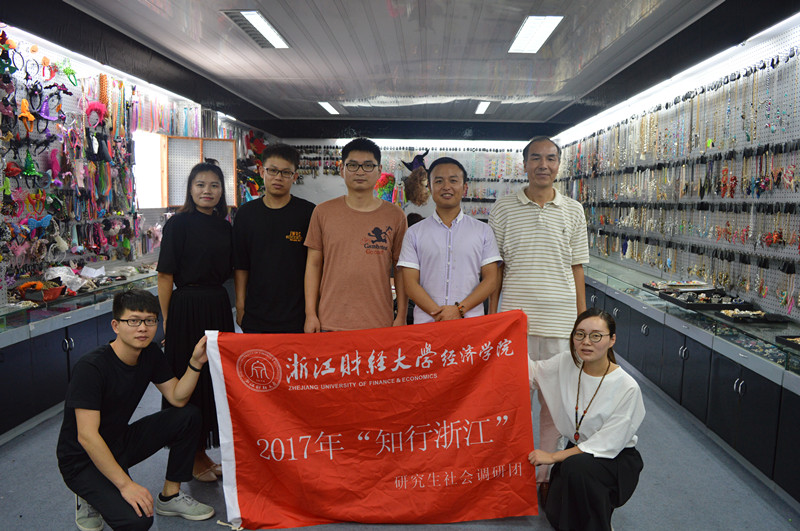 浙江财经大学经济学院
ZHEJIANG UNIVERSITY OF FINANCE & ECONOMICS
2017年“知行浙江”
研究生社会调研团